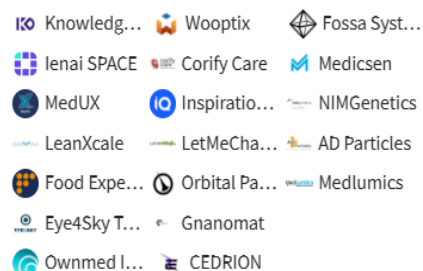 Knowledg... Wooptix Fossa Syst...
Ienai SPACE Corify Care Medicsen
MedUX Inspiratio... NIMGenetics
LeanXcale LetMeCha... AD Particles
Food Expe... Orbital Pa... Medlumics
Eye4Sky T... Gnanomat
Ownmed I... CEDRION